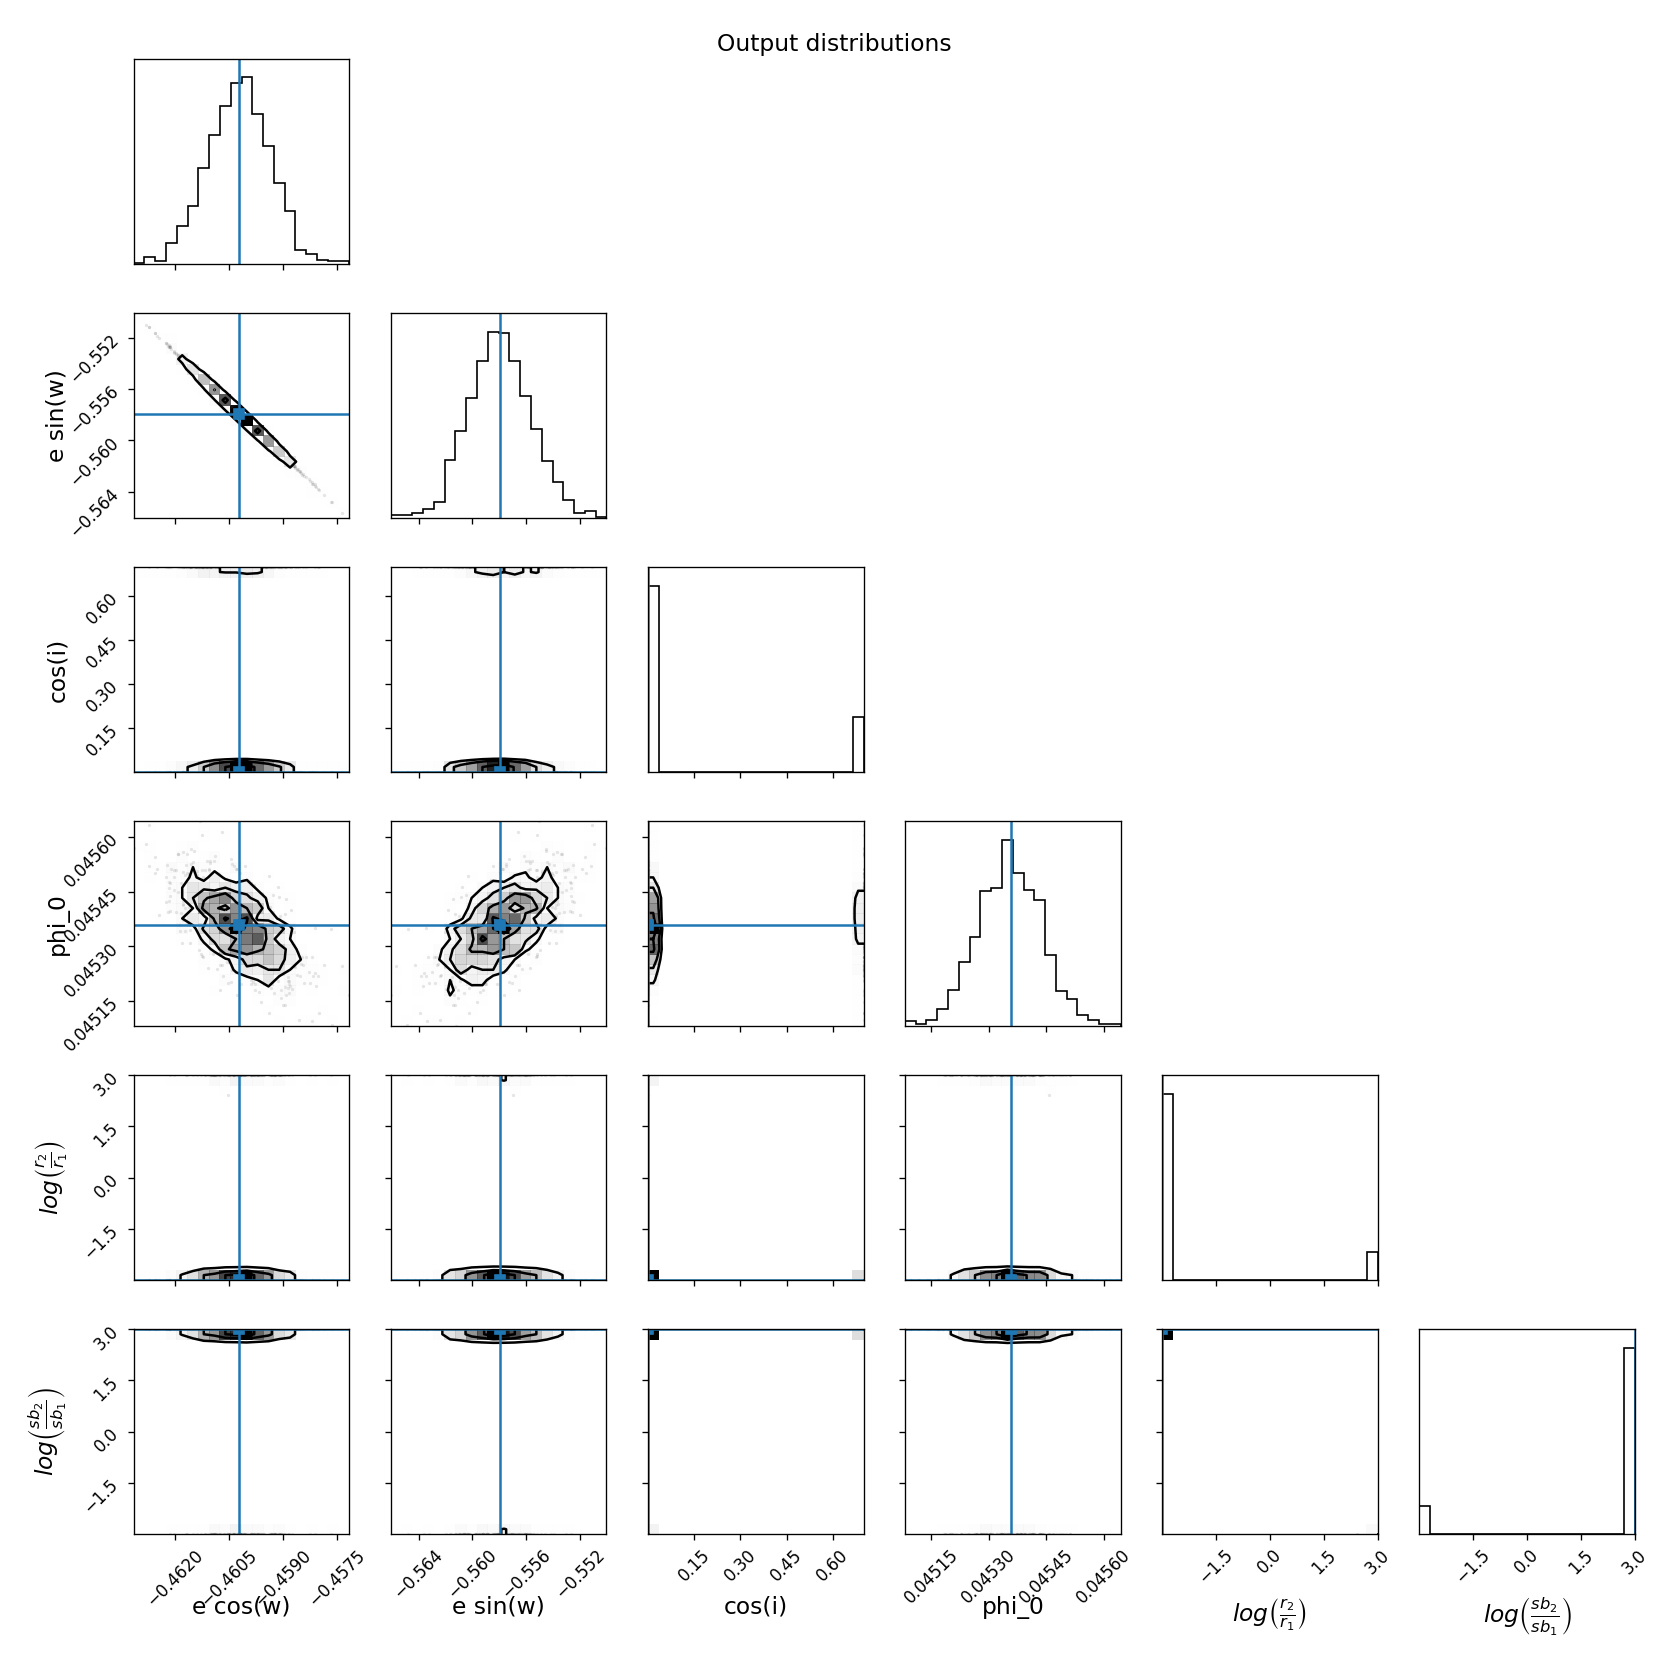 Output distributions
−0.552
−0.556
−0.560
−0.564
e sin(w)
0.60
0.45
0.30
0.15
cos(i)
0.04560
0.04545
0.04530
0.04515
phi_0
3.0
1.5
0.0
−1.5
log(r₂/r₁)
3.0
1.5
0.0
−1.5
log(sb₂/sb₁)
−0.4620 −0.4605 −0.4590 −0.4575
−0.564 −0.560 −0.556 −0.552
0.15 0.30 0.45 0.60
0.04515 0.04530 0.04545 0.04560
−1.5 0.0 1.5 3.0
−1.5 0.0 1.5 3.0
e cos(w) e sin(w) cos(i) phi_0 log(r₂/r₁) log(sb₂/sb₁)